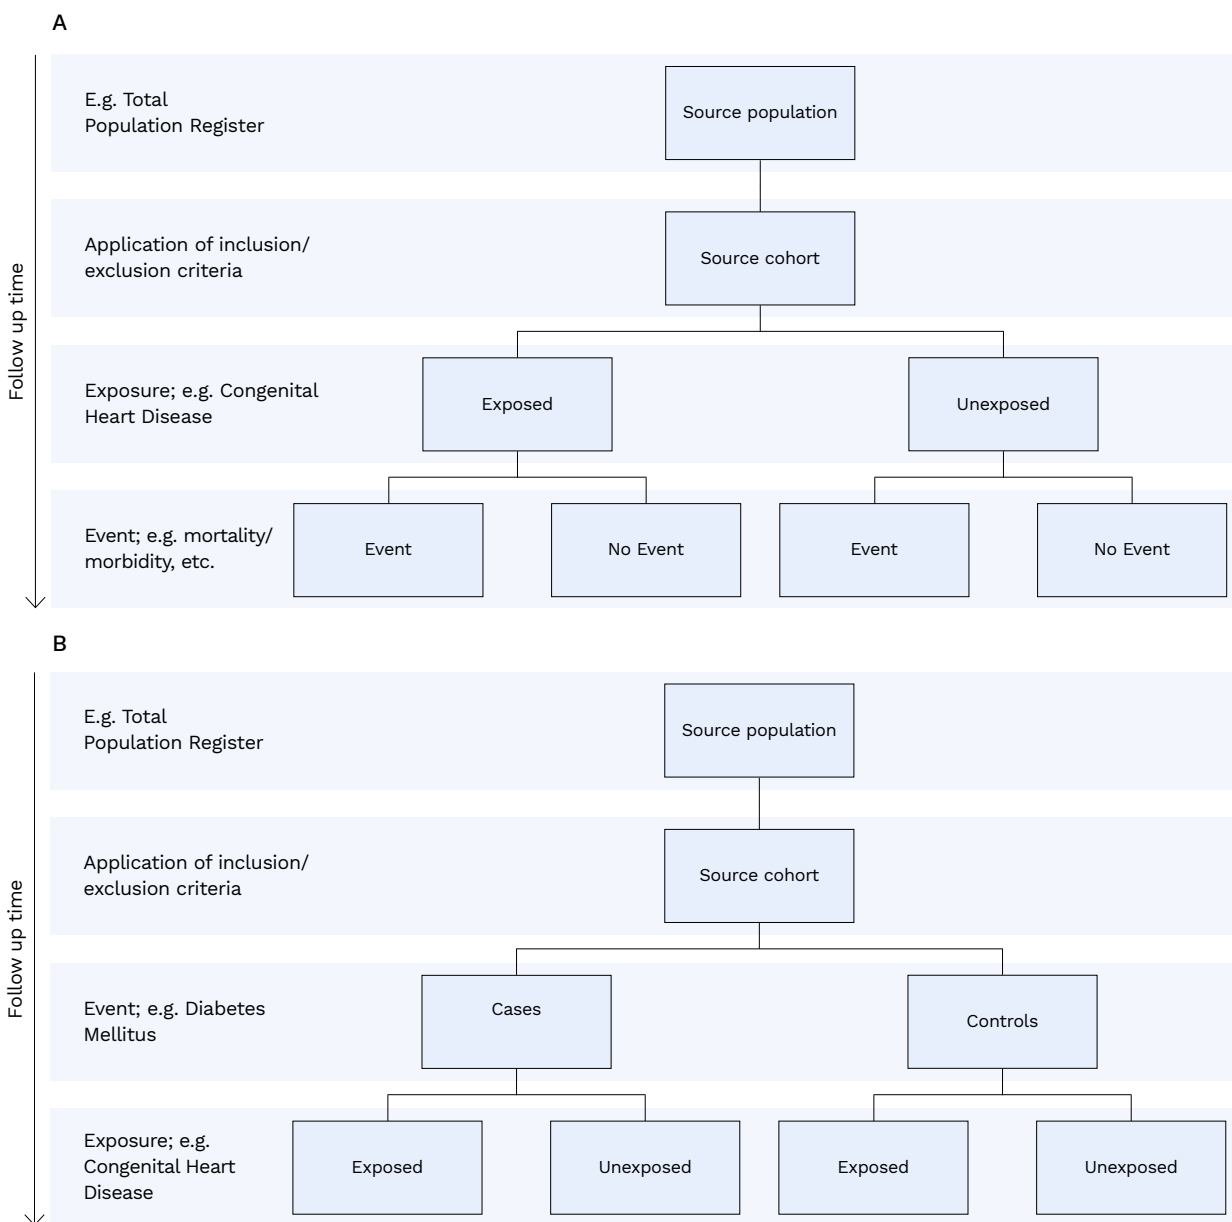 A
Follow up time
E.g. Total
Population Register
Source population
Application of inclusion/
exclusion criteria
Source cohort
Exposure; e.g. Congenital
Heart Disease
Exposed
Unexposed
Event; e.g. mortality/
morbidity, etc.
Event
No Event
Event
No Event
B
Follow up time
E.g. Total
Population Register
Source population
Application of inclusion/
exclusion criteria
Source cohort
Event; e.g. Diabetes
Mellitus
Cases
Controls
Exposure; e.g.
Congenital Heart
Disease
Exposed
Unexposed
Exposed
Unexposed